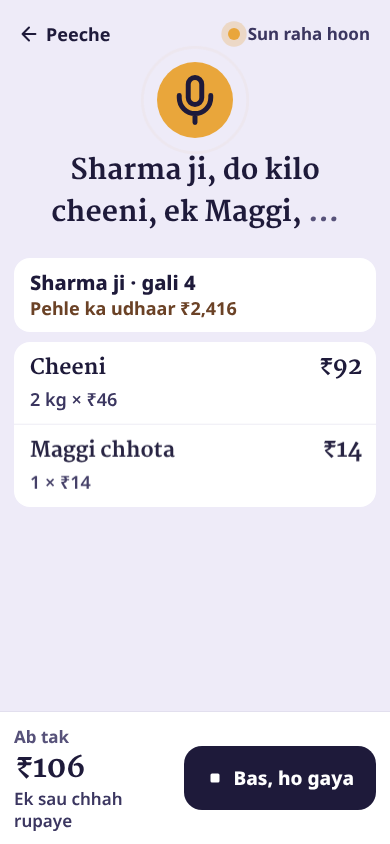 Peeche
Sun raha hoon
Sharma ji, do kilo
cheeni, ek Maggi, ...
Sharma ji · gali 4
Pehle ka udhaar ₹2,416
Cheeni ₹92
2 kg × ₹46
Maggi chhota ₹14
1 × ₹14
Ab tak
₹106
Ek sau chhah
rupaye
Bas, ho gaya